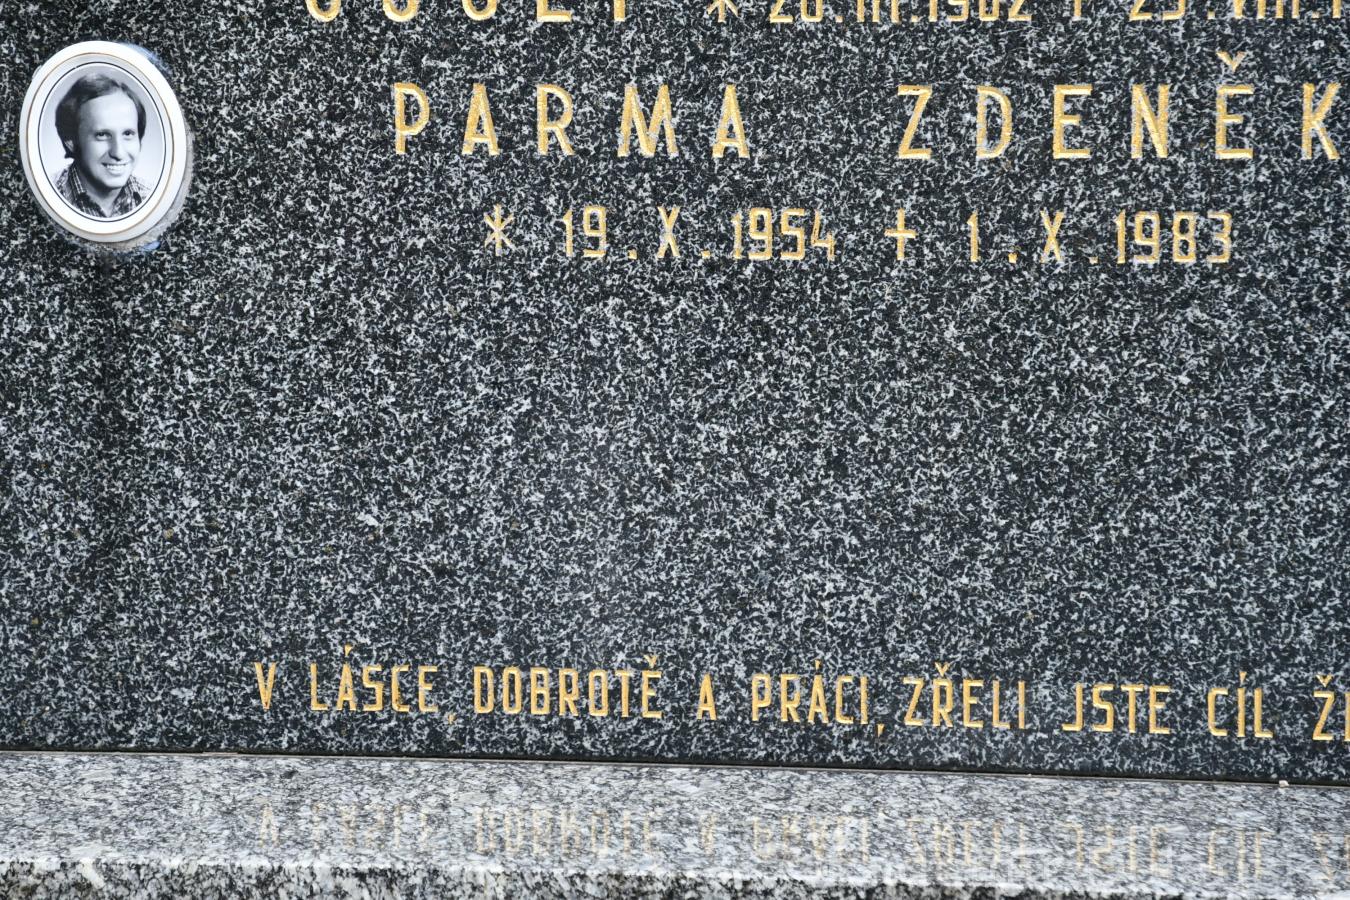 PARMA ZDENĚK
* 19.X.1954 + 1.X.1983
V LÁSCE, DOBROTĚ A PRÁCI, ZŘELI JSTE CÍL